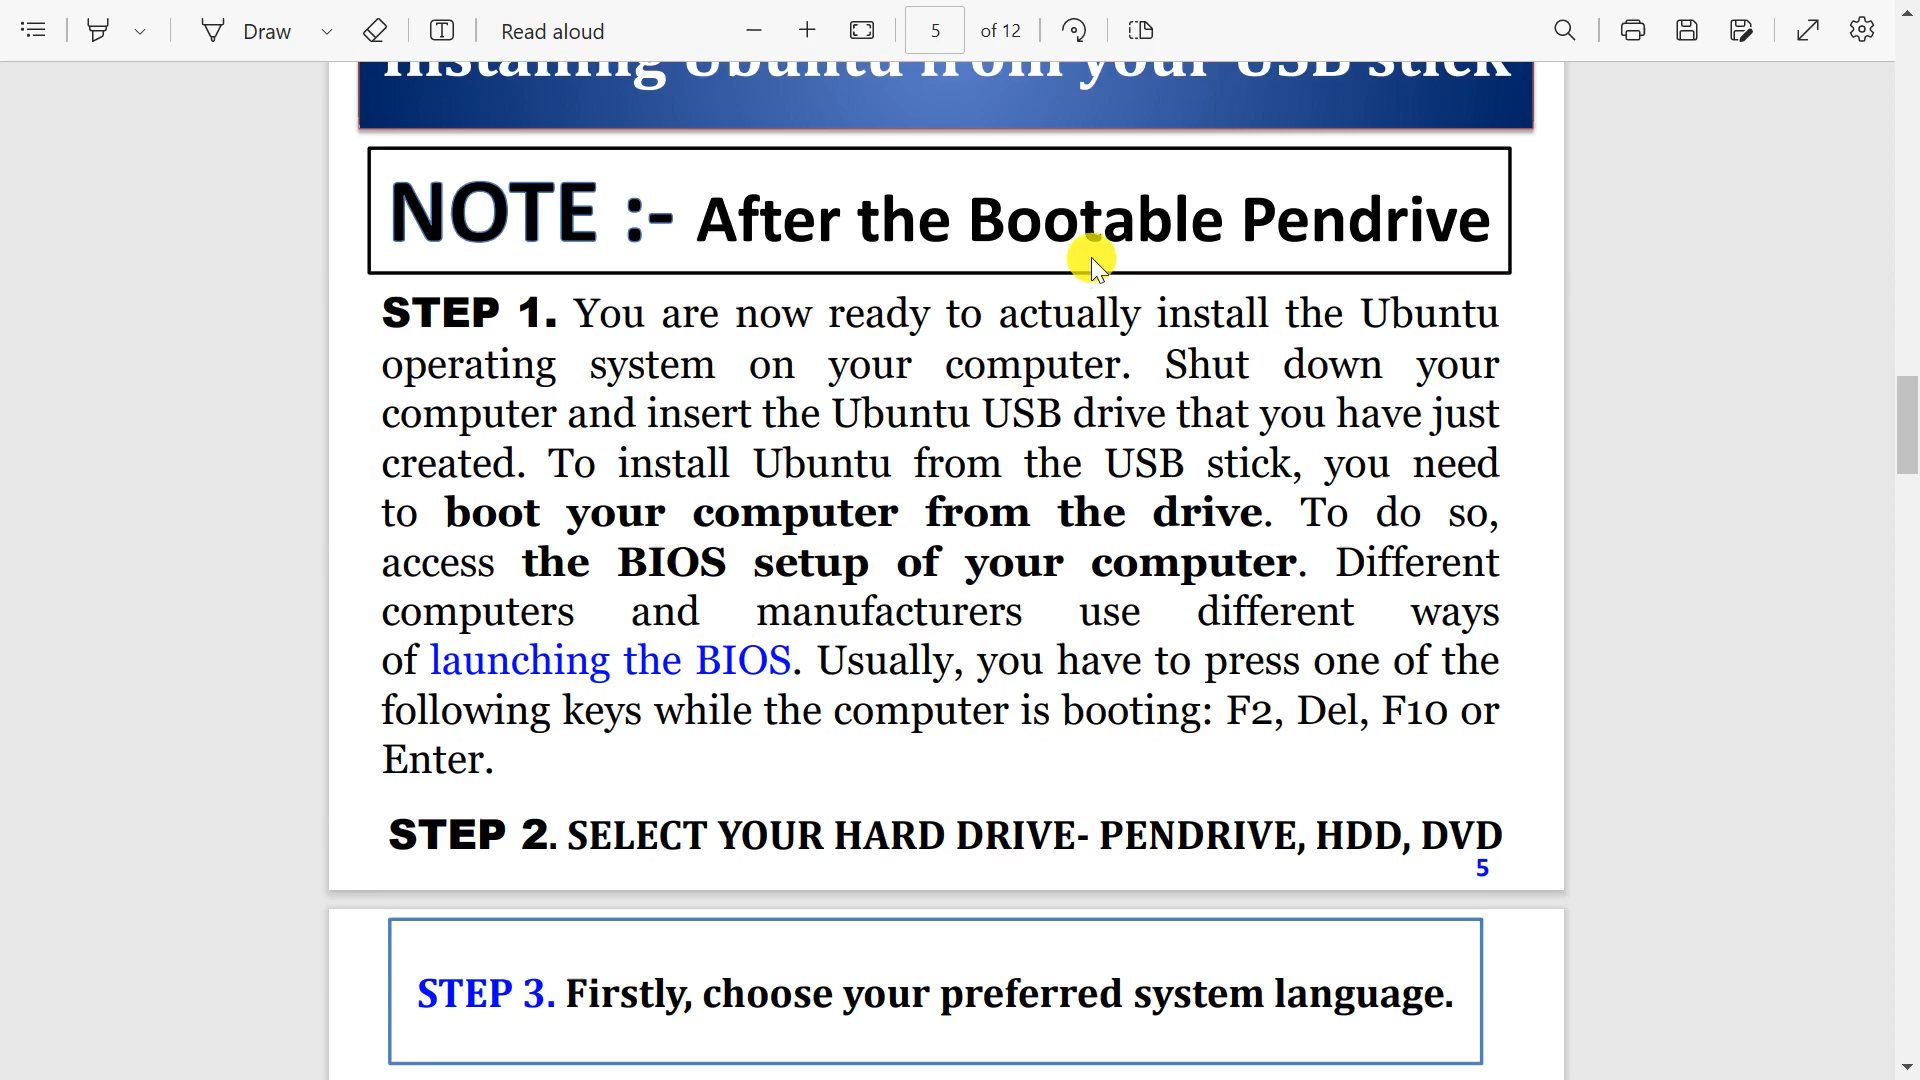 Draw
Read aloud
5
of 12
Installing Ubuntu from your USB stick
NOTE :- After the Bootable Pendrive
STEP 1. You are now ready to actually install the Ubuntu
operating system on your computer. Shut down your
computer and insert the Ubuntu USB drive that you have just
created. To install Ubuntu from the USB stick, you need
to boot your computer from the drive. To do so,
access the BIOS setup of your computer. Different
computers and manufacturers use different ways
of launching the BIOS. Usually, you have to press one of the
following keys while the computer is booting: F2, Del, F10 or
Enter.
STEP 2. SELECT YOUR HARD DRIVE- PENDRIVE, HDD, DVD
5
STEP 3. Firstly, choose your preferred system language.